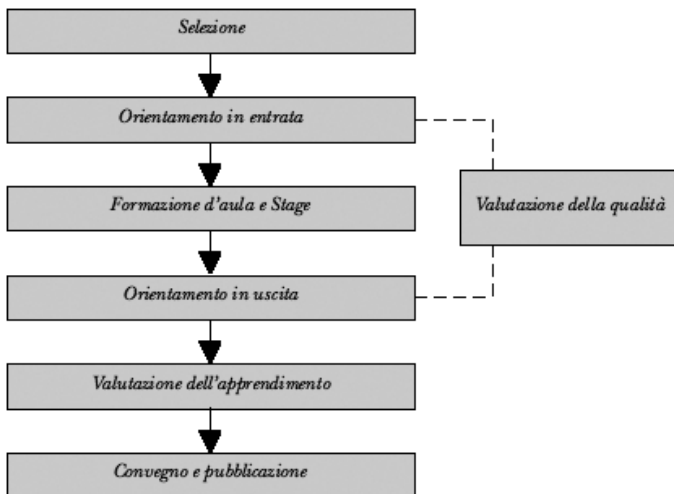 Selezione
Orientamento in entrata
Formazione d'aula e Stage
Valutazione della qualità
Orientamento in uscita
Valutazione dell'apprendimento
Convegno e pubblicazione